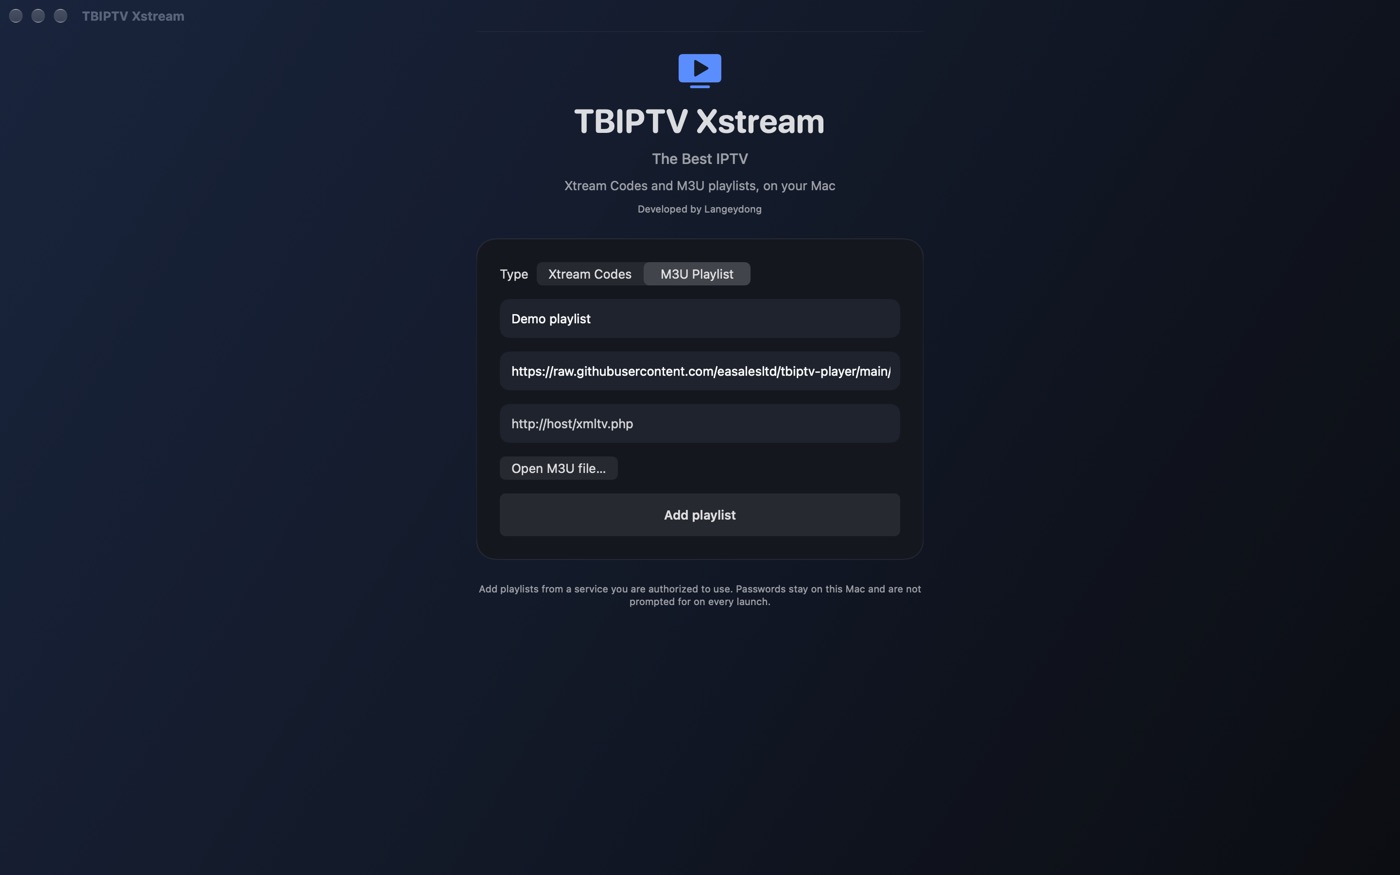 TBIPTV Xstream
TBIPTV Xstream
The Best IPTV
Xtream Codes and M3U playlists, on your Mac
Developed by Langeydong
Type Xtream Codes M3U Playlist
Demo playlist
https://raw.githubusercontent.com/easalesltd/tbiptv-player/main/
http://host/xmltv.php
Open M3U file...
Add playlist
Add playlists from a service you are authorized to use. Passwords stay on this Mac and are not
prompted for on every launch.